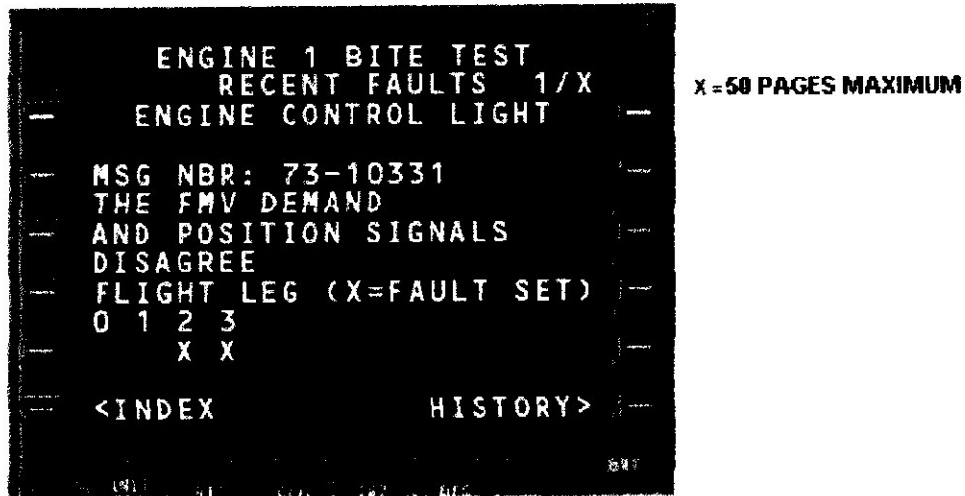 ENGINE 1 BITE TEST
RECENT FAULTS 1/X
ENGINE CONTROL LIGHT
MSG NBR: 73-10331
THE FMV DEMAND
AND POSITION SIGNALS
DISAGREE
FLIGHT LEG (X=FAULT SET)
0 1 2 3
X X
<INDEX HISTORY>
X = 50 PAGES MAXIMUM
BRT